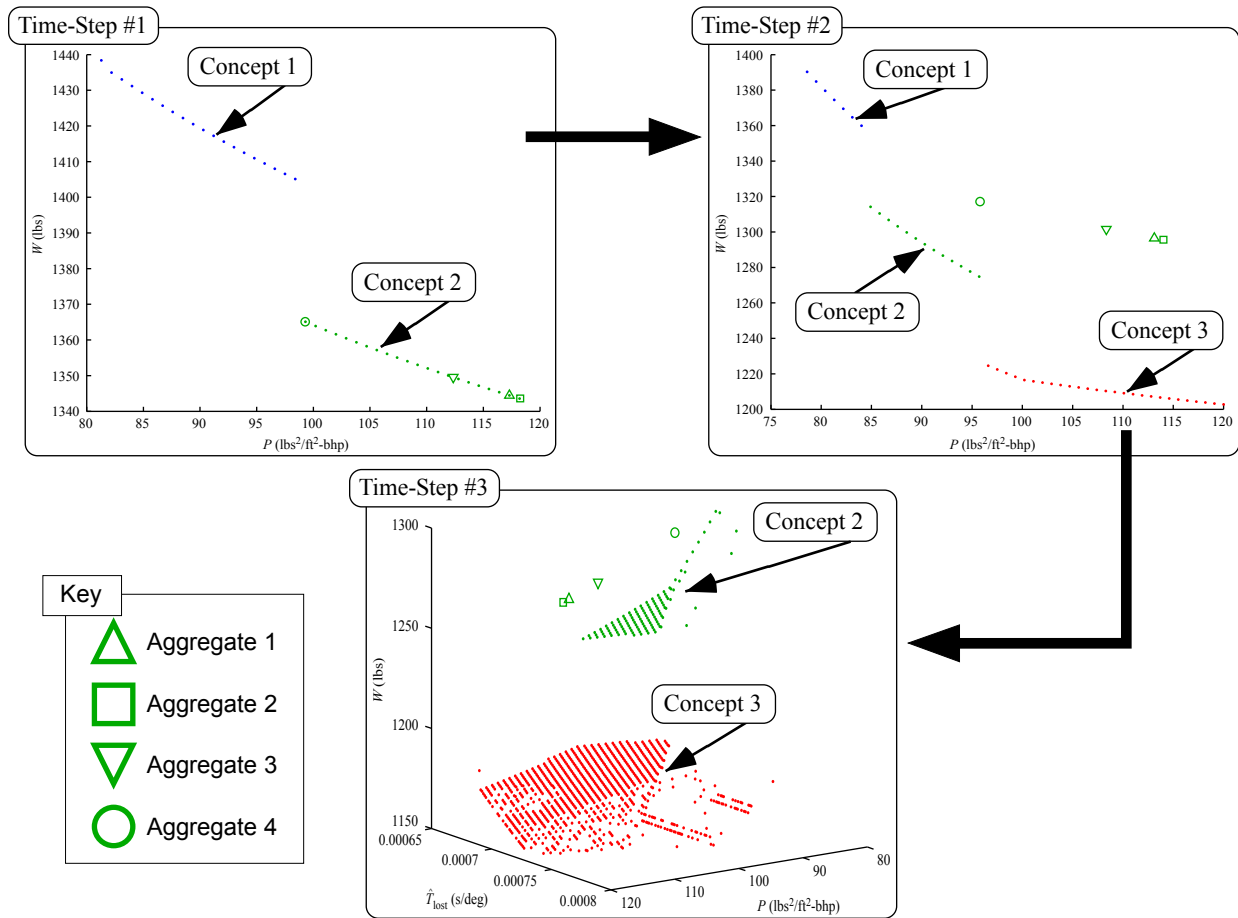 Time-Step #1
1440
1430
1420
1410
1400
1390
1380
1370
1360
1350
1340
W (lbs)
80 85 90 95 100 105 110 115 120
P (lbs²/ft²-bhp)
Concept 1
Concept 2
Time-Step #2
1400
1380
1360
1340
1320
1300
1280
1260
1240
1220
1200
W (lbs)
75 80 85 90 95 100 105 110 115 120
P (lbs²/ft²-bhp)
Concept 1
Concept 2
Concept 3
Time-Step #3
1300
1250
1200
1150
W (lbs)
0.00065
0.0007
0.00075
0.0008
T̂lost (s/deg)
120
110
100
90
80
P (lbs²/ft²-bhp)
Concept 2
Concept 3
Key
Aggregate 1
Aggregate 2
Aggregate 3
Aggregate 4